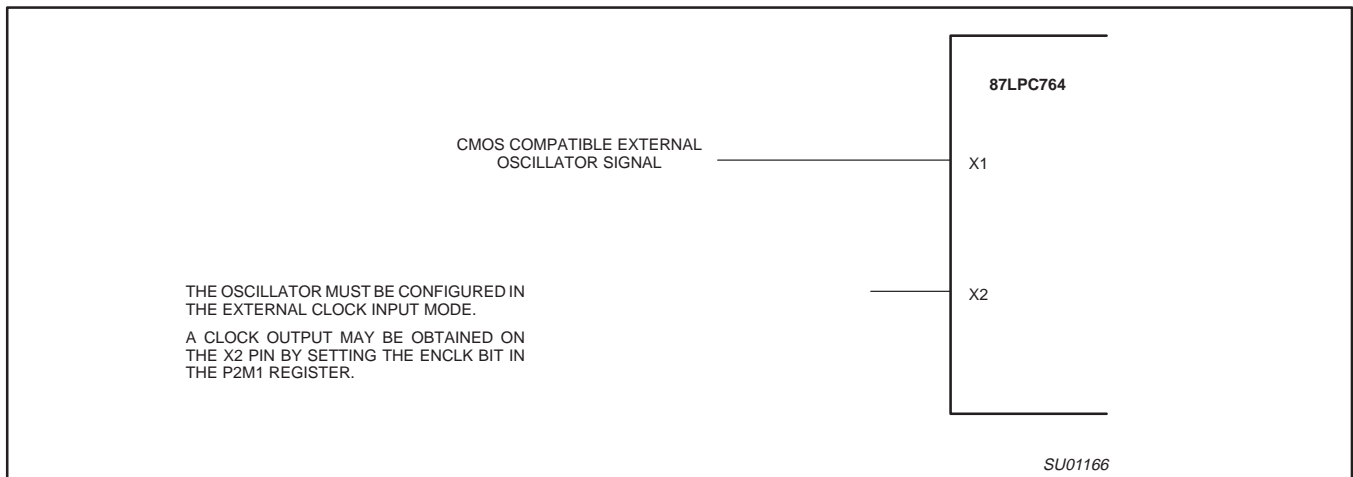 87LPC764
CMOS COMPATIBLE EXTERNAL
OSCILLATOR SIGNAL
X1
THE OSCILLATOR MUST BE CONFIGURED IN
THE EXTERNAL CLOCK INPUT MODE.
X2
A CLOCK OUTPUT MAY BE OBTAINED ON
THE X2 PIN BY SETTING THE ENCLK BIT IN
THE P2M1 REGISTER.
SU01166